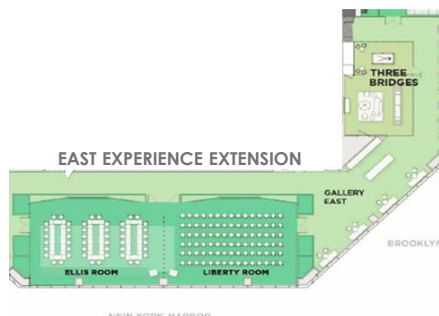 THREE
BRIDGES
EAST EXPERIENCE EXTENSION
GALLERY
EAST
BROOKLYN
ELLIS ROOM
LIBERTY ROOM
NEW YORK HARBOR